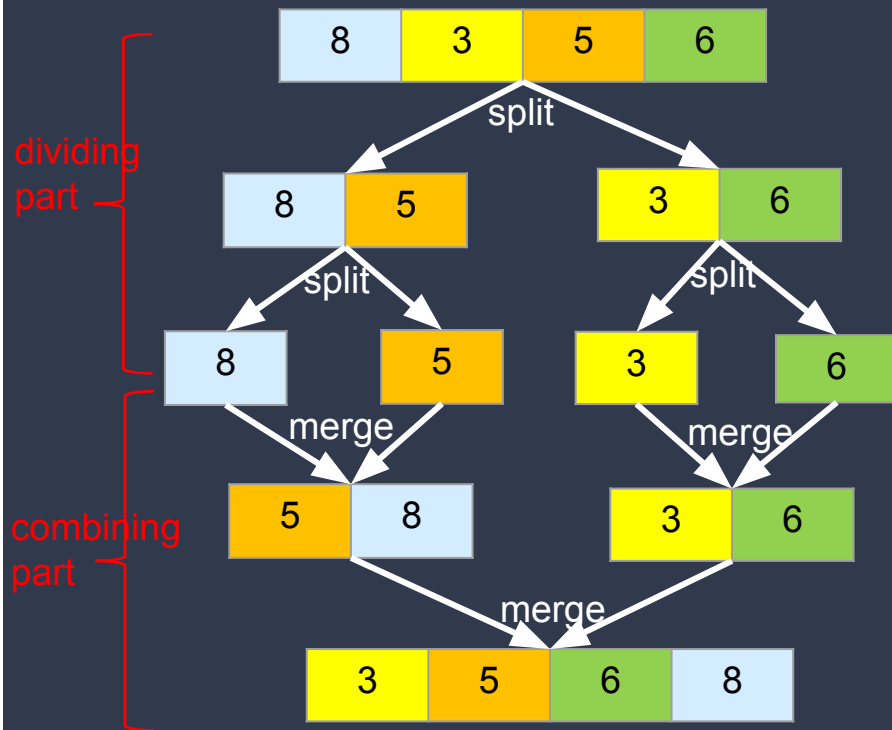 8 3 5 6
split
dividing
part
8 5
3 6
split
split
8
5
3
6
merge
merge
5 8
3 6
combining
part
merge
3 5 6 8